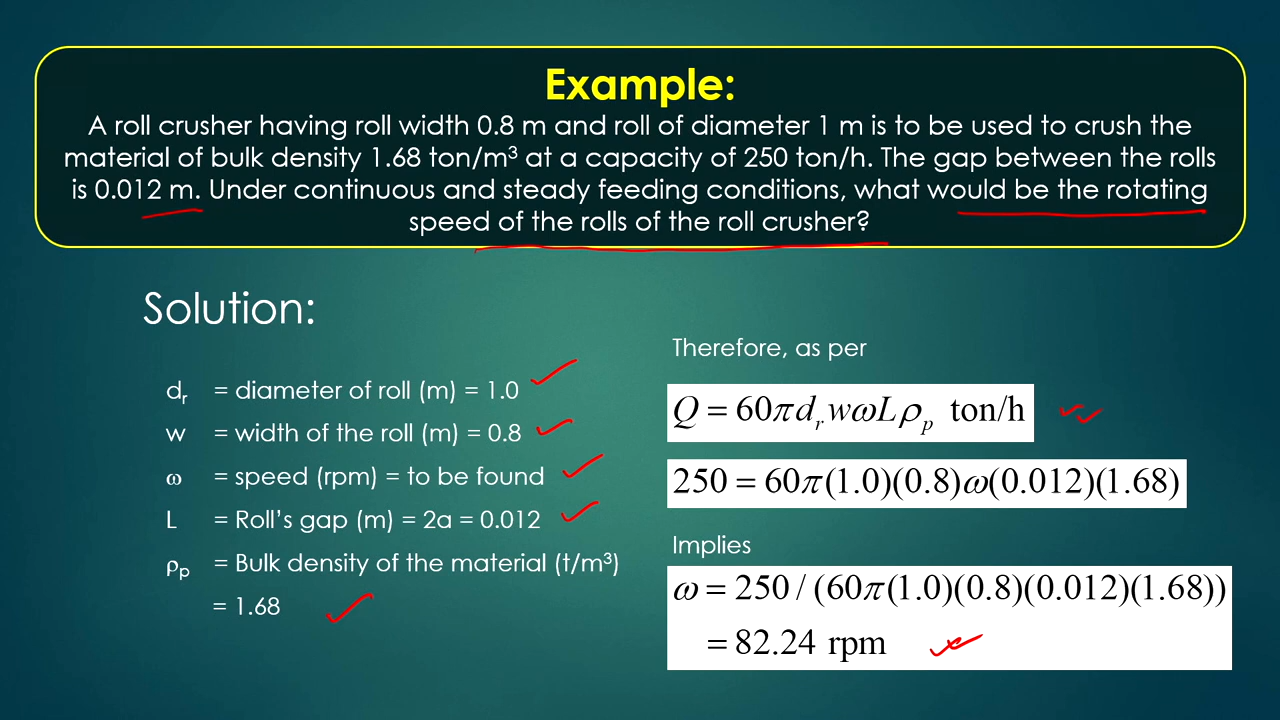 Example:
A roll crusher having roll width 0.8 m and roll of diameter 1 m is to be used to crush the
material of bulk density 1.68 ton/m³ at a capacity of 250 ton/h. The gap between the rolls
is 0.012 m. Under continuous and steady feeding conditions, what would be the rotating
speed of the rolls of the roll crusher?
Solution:
dᵣ = diameter of roll (m) = 1.0
w = width of the roll (m) = 0.8
ω = speed (rpm) = to be found
L = Roll’s gap (m) = 2a = 0.012
ρₚ = Bulk density of the material (t/m³)
= 1.68
Therefore, as per
Q = 60πdᵣwωLρₚ ton/h
250 = 60π(1.0)(0.8)ω(0.012)(1.68)
Implies
ω = 250 / (60π(1.0)(0.8)(0.012)(1.68))
= 82.24 rpm